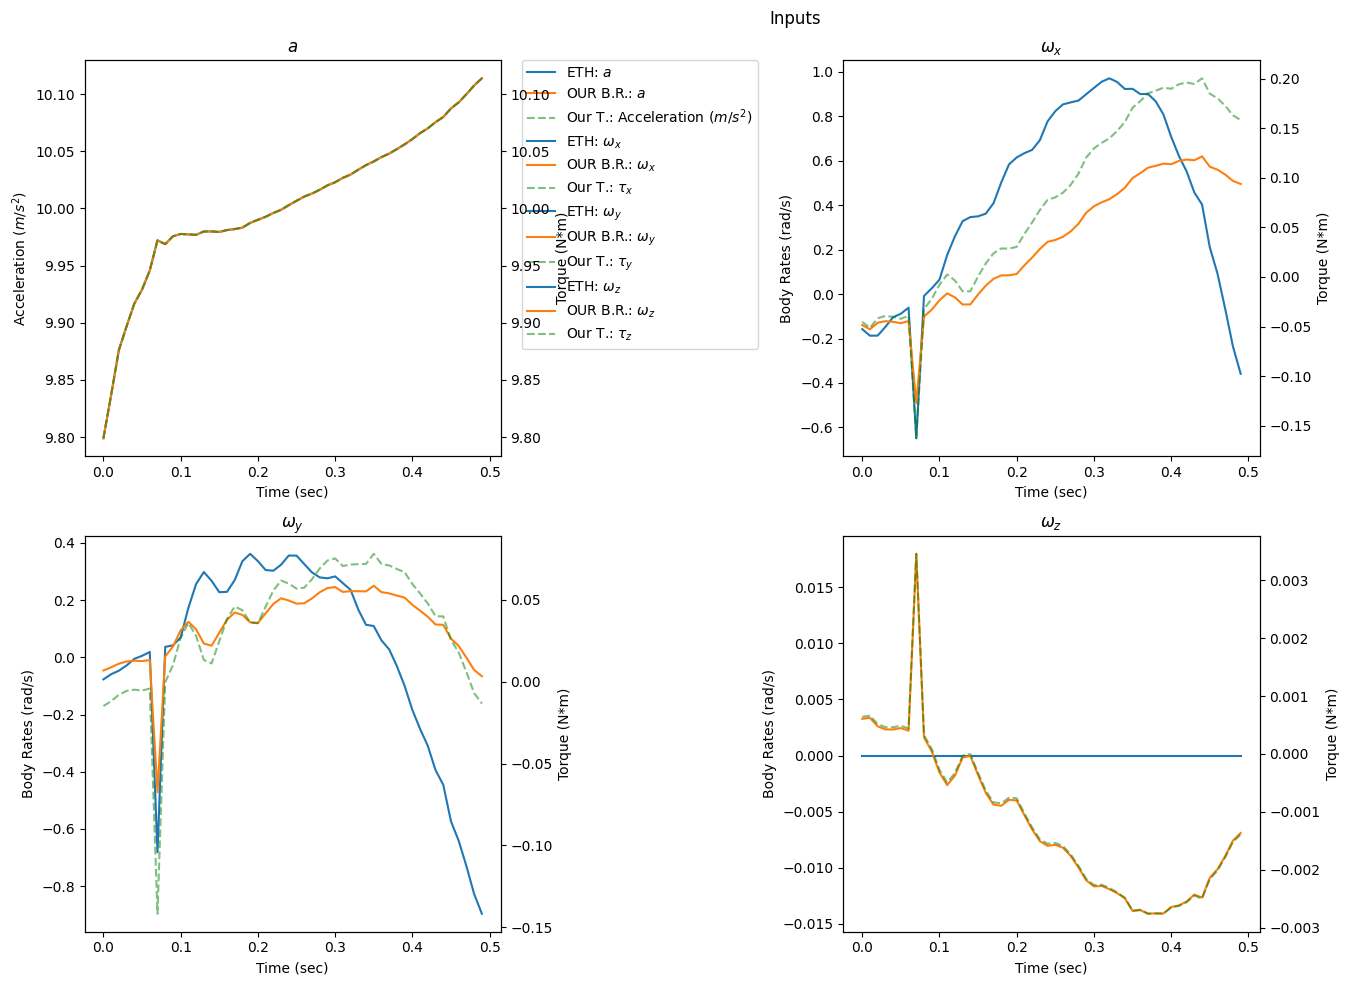 Inputs
a
10.10
10.05
10.00
9.95
9.90
9.85
9.80
Acceleration (m/s²)
0.0 0.1 0.2 0.3 0.4 0.5
Time (sec)
10.10
10.05
10.00
9.95
9.90
9.85
9.80
Torque (N*m)
ETH: a
OUR B.R.: a
Our T.: Acceleration (m/s²)
ETH: ωx
OUR B.R.: ωx
Our T.: τx
ETH: ωy
OUR B.R.: ωy
Our T.: τy
ETH: ωz
OUR B.R.: ωz
Our T.: τz
ωx
1.0
0.8
0.6
0.4
0.2
0.0
−0.2
−0.4
−0.6
Body Rates (rad/s)
0.0 0.1 0.2 0.3 0.4 0.5
Time (sec)
0.20
0.15
0.10
0.05
0.00
−0.05
−0.10
−0.15
Torque (N*m)
ωy
0.4
0.2
0.0
−0.2
−0.4
−0.6
−0.8
Body Rates (rad/s)
0.0 0.1 0.2 0.3 0.4 0.5
Time (sec)
0.05
0.00
−0.05
−0.10
−0.15
Torque (N*m)
ωz
0.015
0.010
0.005
0.000
−0.005
−0.010
−0.015
Body Rates (rad/s)
0.0 0.1 0.2 0.3 0.4 0.5
Time (sec)
0.003
0.002
0.001
0.000
−0.001
−0.002
−0.003
Torque (N*m)